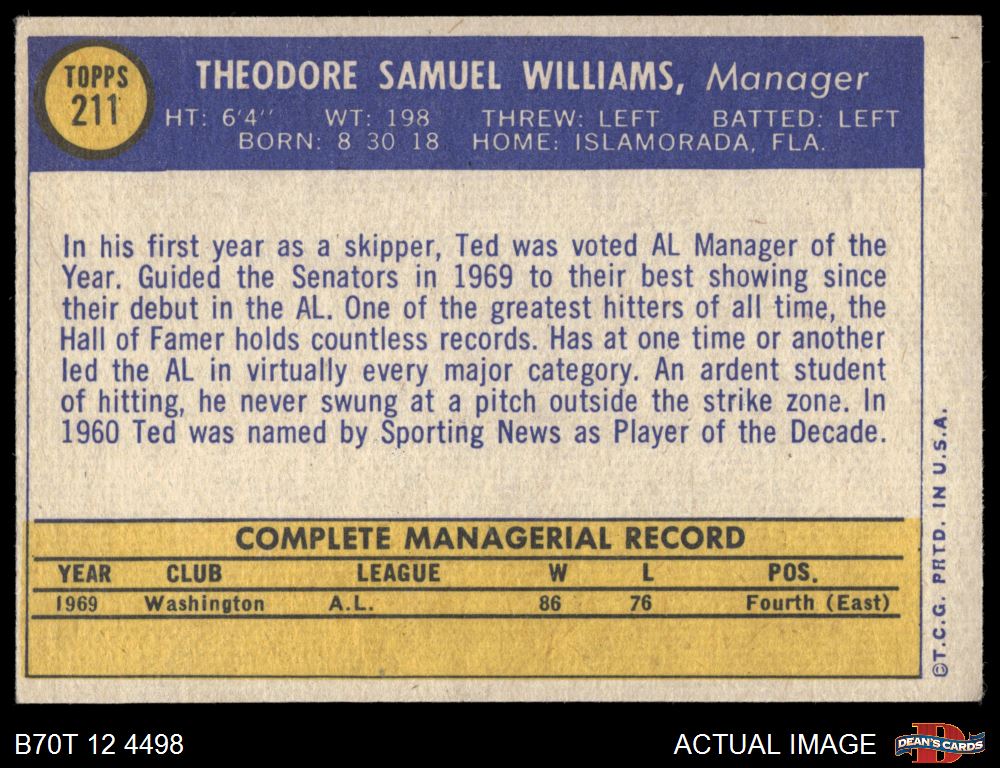 TOPPS
211
THEODORE SAMUEL WILLIAMS, Manager
HT: 6'4" WT: 198 THREW: LEFT BATTED: LEFT
BORN: 8 30 18 HOME: ISLAMORADA, FLA.
In his first year as a skipper, Ted was voted AL Manager of the
Year. Guided the Senators in 1969 to their best showing since
their debut in the AL. One of the greatest hitters of all time, the
Hall of Famer holds countless records. Has at one time or another
led the AL in virtually every major category. An ardent student
of hitting, he never swung at a pitch outside the strike zone. In
1960 Ted was named by Sporting News as Player of the Decade.
COMPLETE MANAGERIAL RECORD
YEAR CLUB LEAGUE W L POS.
1969 Washington A.L. 86 76 Fourth (East)
©T.C.G. PRTD. IN U.S.A.
B70T 12 4498
ACTUAL IMAGE
D
DEAN'S CARDS